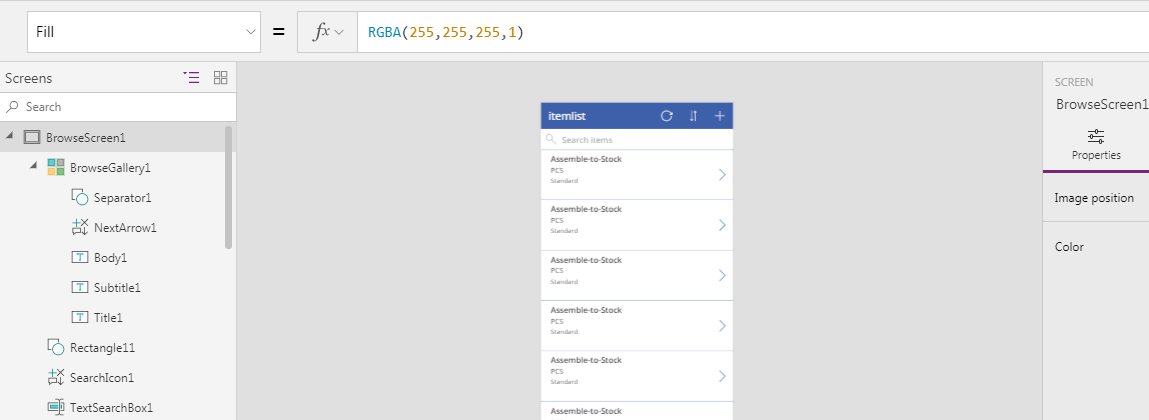 Fill
=
fx
RGBA(255,255,255,1)
Screens
Search
BrowseScreen1
BrowseGallery1
Separator1
NextArrow1
Body1
Subtitle1
Title1
Rectangle11
SearchIcon1
TextSearchBox1
itemlist
Search items
Assemble-to-Stock
PCS
Standard
Assemble-to-Stock
PCS
Standard
Assemble-to-Stock
PCS
Standard
Assemble-to-Stock
PCS
Standard
Assemble-to-Stock
PCS
Standard
Assemble-to-Stock
SCREEN
BrowseScreen1
Properties
Image position
Color